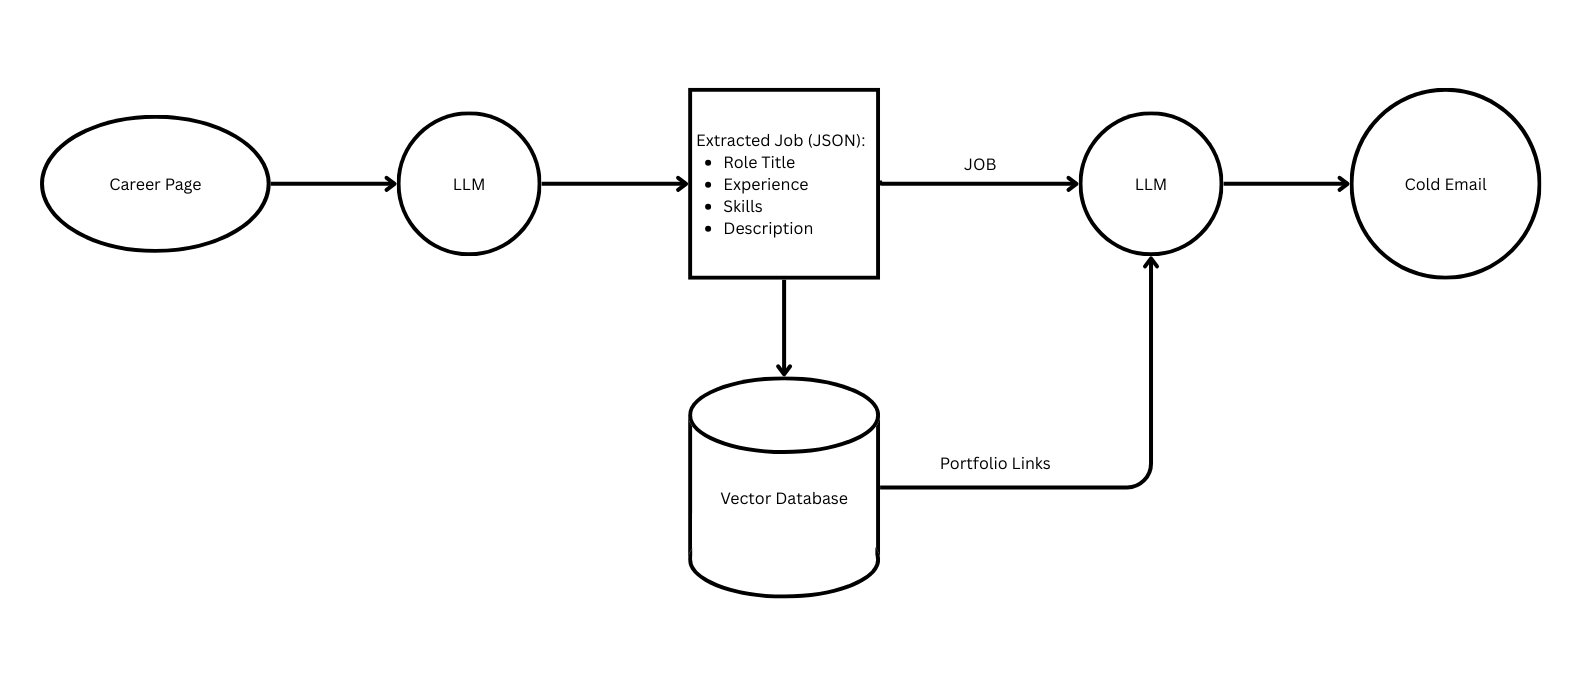 Career Page
LLM
Extracted Job (JSON):
• Role Title
• Experience
• Skills
• Description
JOB
LLM
Cold Email
Vector Database
Portfolio Links